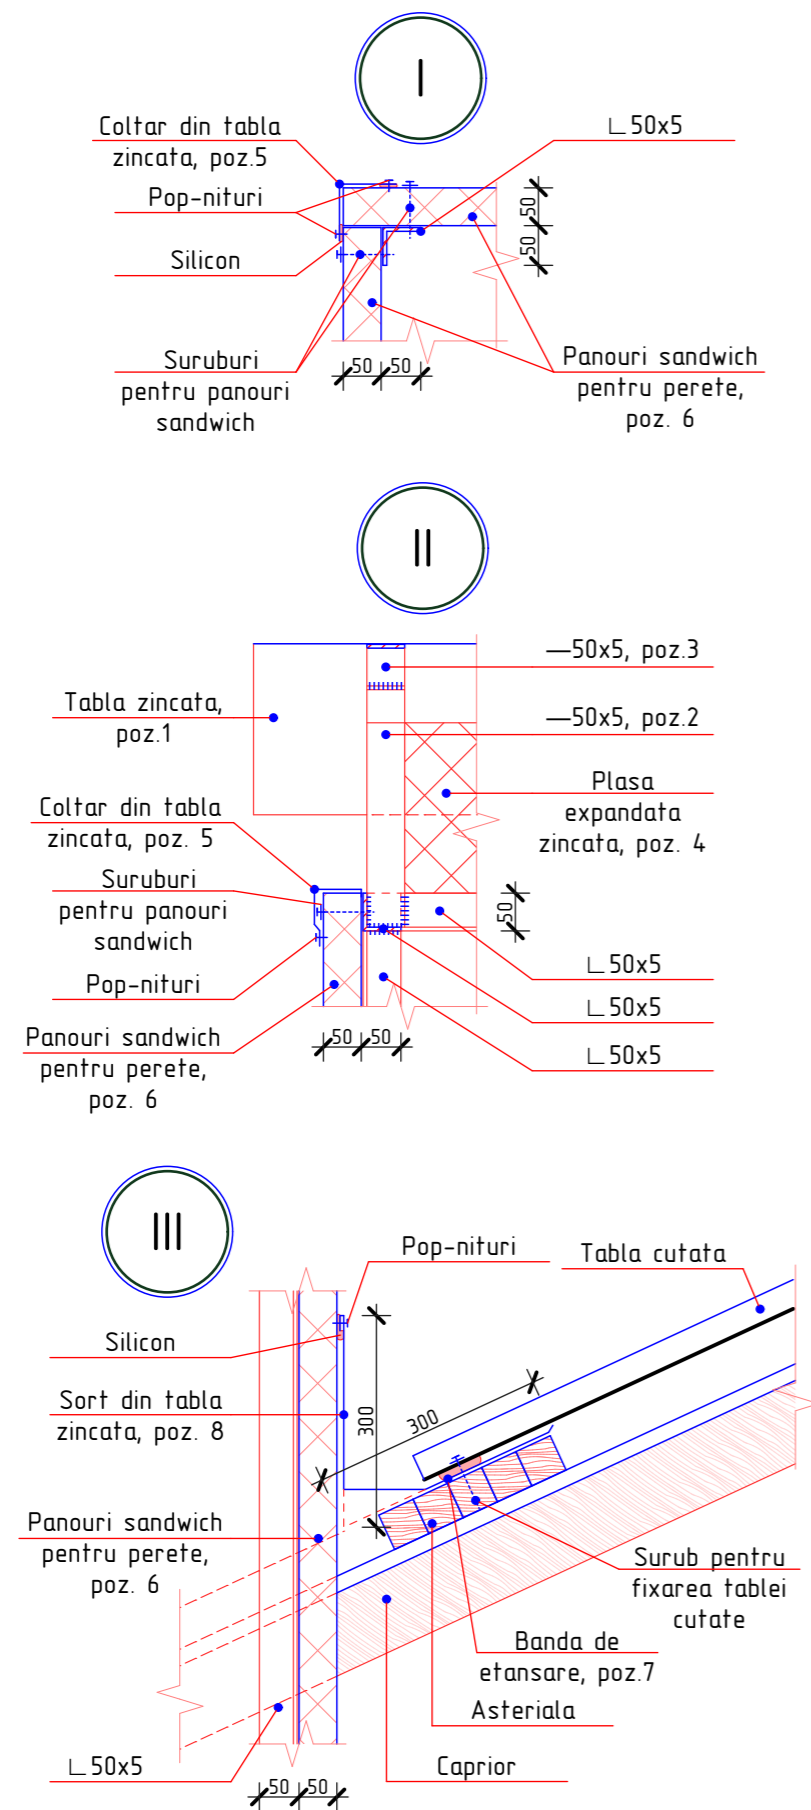 I
Coltar din tabla
zincata, poz.5
∟50x5
Pop-nituri
Silicon
50
50
Suruburi
pentru panouri
sandwich
50
50
Panouri sandwich
pentru perete,
poz. 6
II
—50x5, poz.3
Tabla zincata,
poz.1
—50x5, poz.2
Plasa
expandata
zincata, poz. 4
Coltar din tabla
zincata, poz. 5
Suruburi
pentru panouri
sandwich
50
Pop-nituri
∟50x5
∟50x5
∟50x5
Panouri sandwich
pentru perete,
poz. 6
50
50
III
Pop-nituri
Tabla cutata
Silicon
Sort din tabla
zincata, poz. 8
300
300
Panouri sandwich
pentru perete,
poz. 6
Surub pentru
fixarea tablei
cutate
Banda de
etansare, poz.7
Asteriala
∟50x5
Caprior
50
50